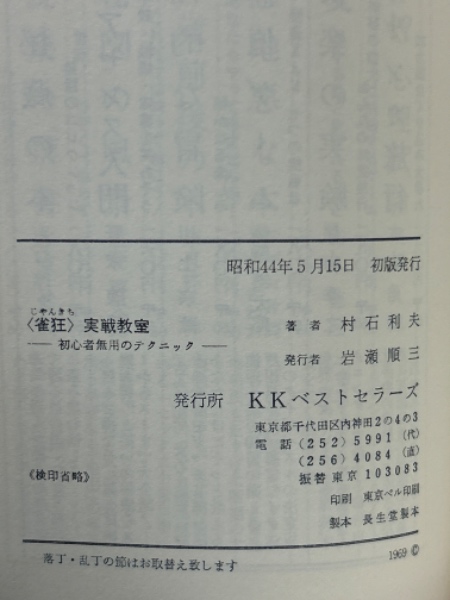 昭和44年5月15日　初版発行
じゃんきち
〈雀狂〉実戦教室
── 初心者無用のテクニック ──
著者　村石利夫
発行者　岩瀬順三
発行所　KKベストセラーズ
東京都千代田区内神田2の4の3
電話 (252) 5991 (代)
(256) 4084 (直)
振替東京 103083
《検印省略》
印刷　東京ベル印刷
製本　長生堂製本
落丁・乱丁の節はお取替え致します
1969 ©